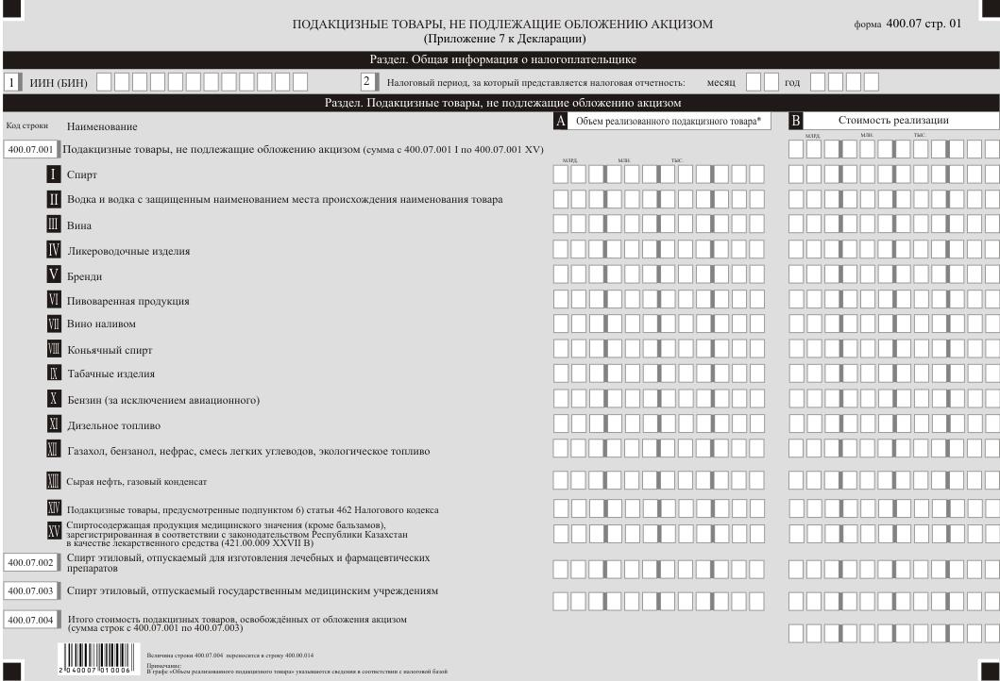 ПОДАКЦИЗНЫЕ ТОВАРЫ, НЕ ПОДЛЕЖАЩИЕ ОБЛОЖЕНИЮ АКЦИЗОМ
форма 400.07 стр. 01
(Приложение 7 к Декларации)
Раздел. Общая информация о налогоплательщике
1 ИИН (БИН) 2 Налоговый период, за который представляется налоговая отчетность: месяц год
Раздел. Подакцизные товары, не подлежащие обложению акцизом
Код строки Наименование A Объем реализованного подакцизного товара* B Стоимость реализации
МЛРД. МЛН. ТЫС.
400.07.001 Подакцизные товары, не подлежащие обложению акцизом (сумма с 400.07.001 I по 400.07.001 XV)
МЛРД. МЛН. ТЫС.
I Спирт
II Водка и водка с защищенным наименованием места происхождения наименования товара
III Вина
IV Ликероводочные изделия
V Бренди
VI Пивоваренная продукция
VII Вино наливом
VIII Коньячный спирт
IX Табачные изделия
X Бензин (за исключением авиационного)
XI Дизельное топливо
XII Газахол, бензанол, нефрас, смесь легких углеводов, экологическое топливо
XIII Сырая нефть, газовый конденсат
XIV Подакцизные товары, предусмотренные подпунктом 6) статьи 462 Налогового кодекса
XV Спиртосодержащая продукция медицинского значения (кроме бальзамов),
зарегистрированная в соответствии с законодательством Республики Казахстан
в качестве лекарственного средства (421.00.009 XXVII B)
400.07.002 Спирт этиловый, отпускаемый для изготовления лечебных и фармацевтических
препаратов
400.07.003 Спирт этиловый, отпускаемый государственным медицинским учреждениям
400.07.004 Итого стоимость подакцизных товаров, освобождённых от обложения акцизом
(сумма строк с 400.07.001 по 400.07.003)
Величина строки 400.07.004 переносится в строку 400.00.014
Примечание:
В графе «Объем реализованного подакцизного товара» указываются сведения в соответствии с налоговой базой
2 040007 010006